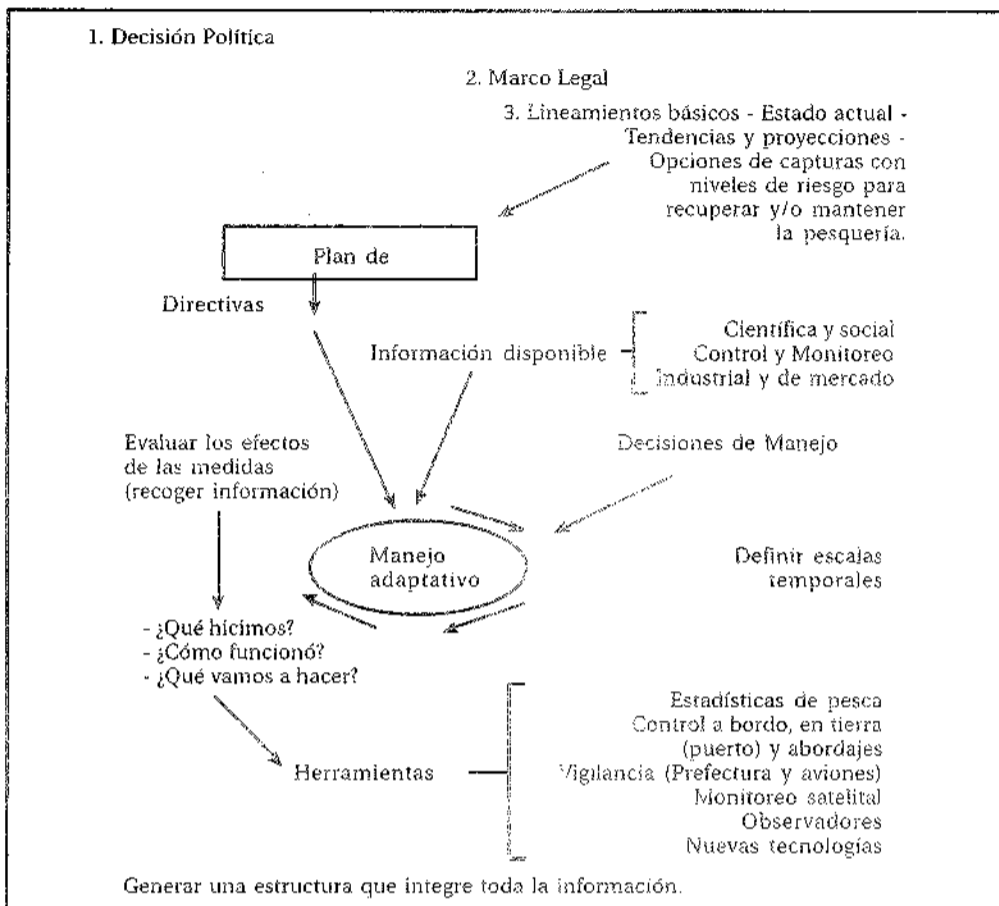 1. Decisión Política
2. Marco Legal
3. Lineamientos básicos - Estado actual -
Tendencias y proyecciones -
Opciones de capturas con
niveles de riesgo para
recuperar y/o mantener
la pesquería.
Plan de
Directivas
Información disponible
Científica y social
Control y Monitoreo
Industrial y de mercado
Evaluar los efectos
de las medidas
(recoger información)
Decisiones de Manejo
Manejo
adaptativo
Definir escalas
temporales
- ¿Qué hicimos?
- ¿Cómo funcionó?
- ¿Qué vamos a hacer?
Herramientas
Estadísticas de pesca
Control a bordo, en tierra
(puerto) y abordajes
Vigilancia (Prefectura y aviones)
Monitoreo satelital
Observadores
Nuevas tecnologías
Generar una estructura que integre toda la información.